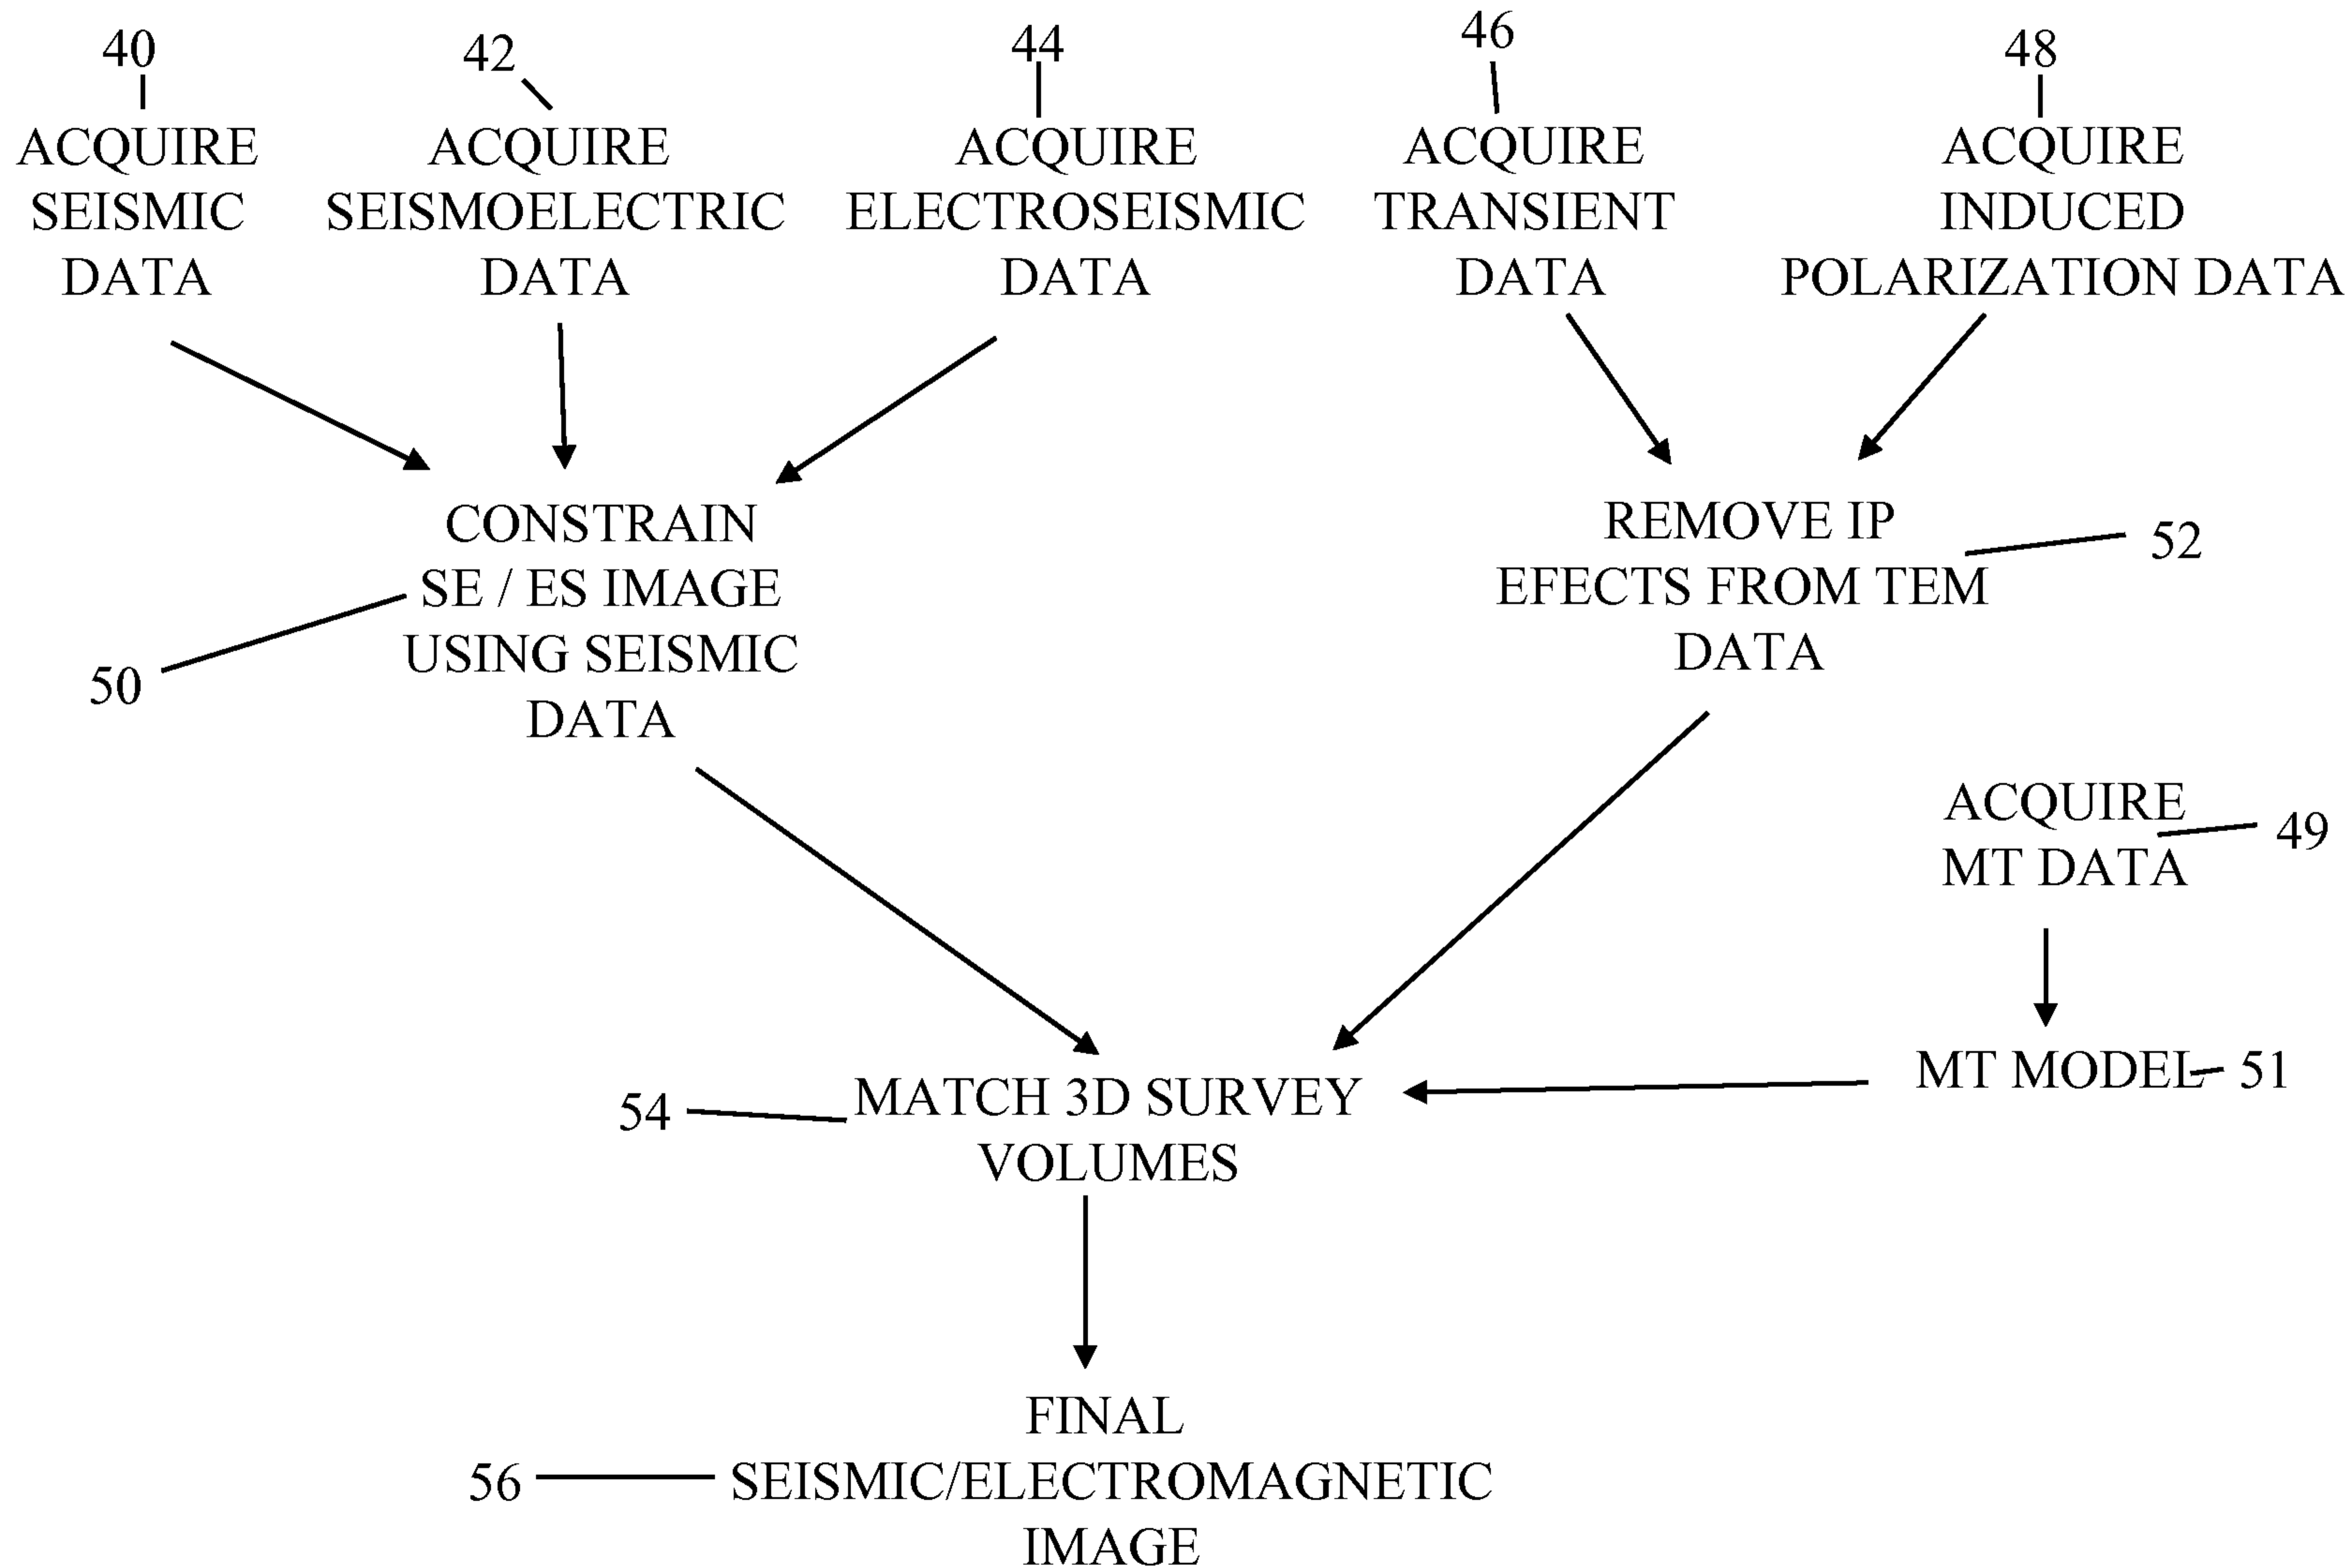 40
ACQUIRE
SEISMIC
DATA
42
ACQUIRE
SEISMOELECTRIC
DATA
44
ACQUIRE
ELECTROSEISMIC
DATA
46
ACQUIRE
TRANSIENT
DATA
48
ACQUIRE
INDUCED
POLARIZATION DATA
CONSTRAIN
SE / ES IMAGE
USING SEISMIC
DATA
50
REMOVE IP
EFECTS FROM TEM
DATA
52
ACQUIRE
MT DATA
49
MT MODEL
51
54
MATCH 3D SURVEY
VOLUMES
FINAL
SEISMIC/ELECTROMAGNETIC
IMAGE
56